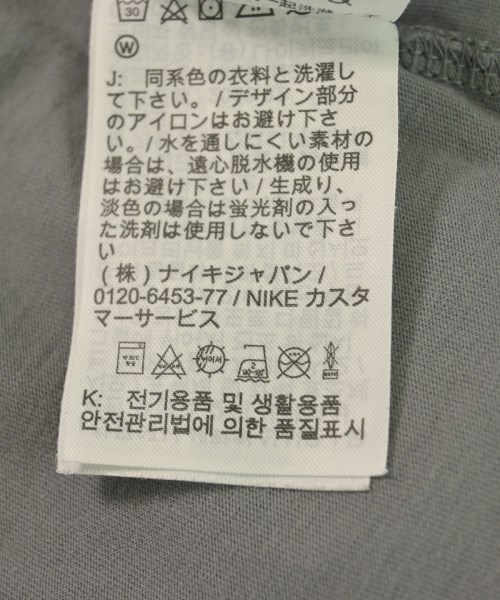 30
W
J: 同系色の衣料と洗濯し
て下さい。/ デザイン部分
のアイロンはお避け下さ
い。/ 水を通しにくい素材の
場合は、遠心脱水機の使用
はお避け下さい / 生成り、
淡色の場合は蛍光剤の入っ
た洗剤は使用しないで下さ
い
(株) ナイキジャパン /
0120-6453-77 / NIKE カスタ
マーサービス
K: 전기용품 및 생활용품
안전관리법에 의한 품질표시